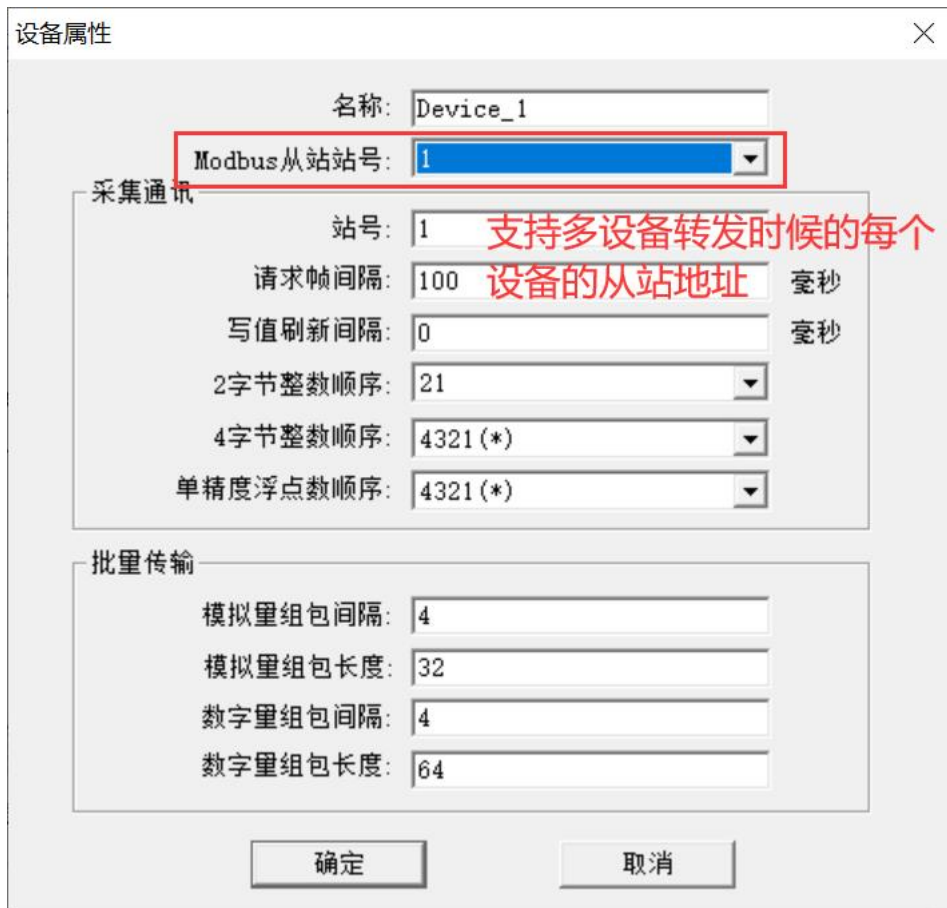 设备属性
名称: Device_1
Modbus从站站号: 1
采集通讯
站号: 1
支持多设备转发时候的每个
设备的从站地址
请求帧间隔: 100 毫秒
写值刷新间隔: 0 毫秒
2字节整数顺序: 21
4字节整数顺序: 4321(*)
单精度浮点数顺序: 4321(*)
批量传输
模拟量组包间隔: 4
模拟量组包长度: 32
数字量组包间隔: 4
数字量组包长度: 64
确定 取消